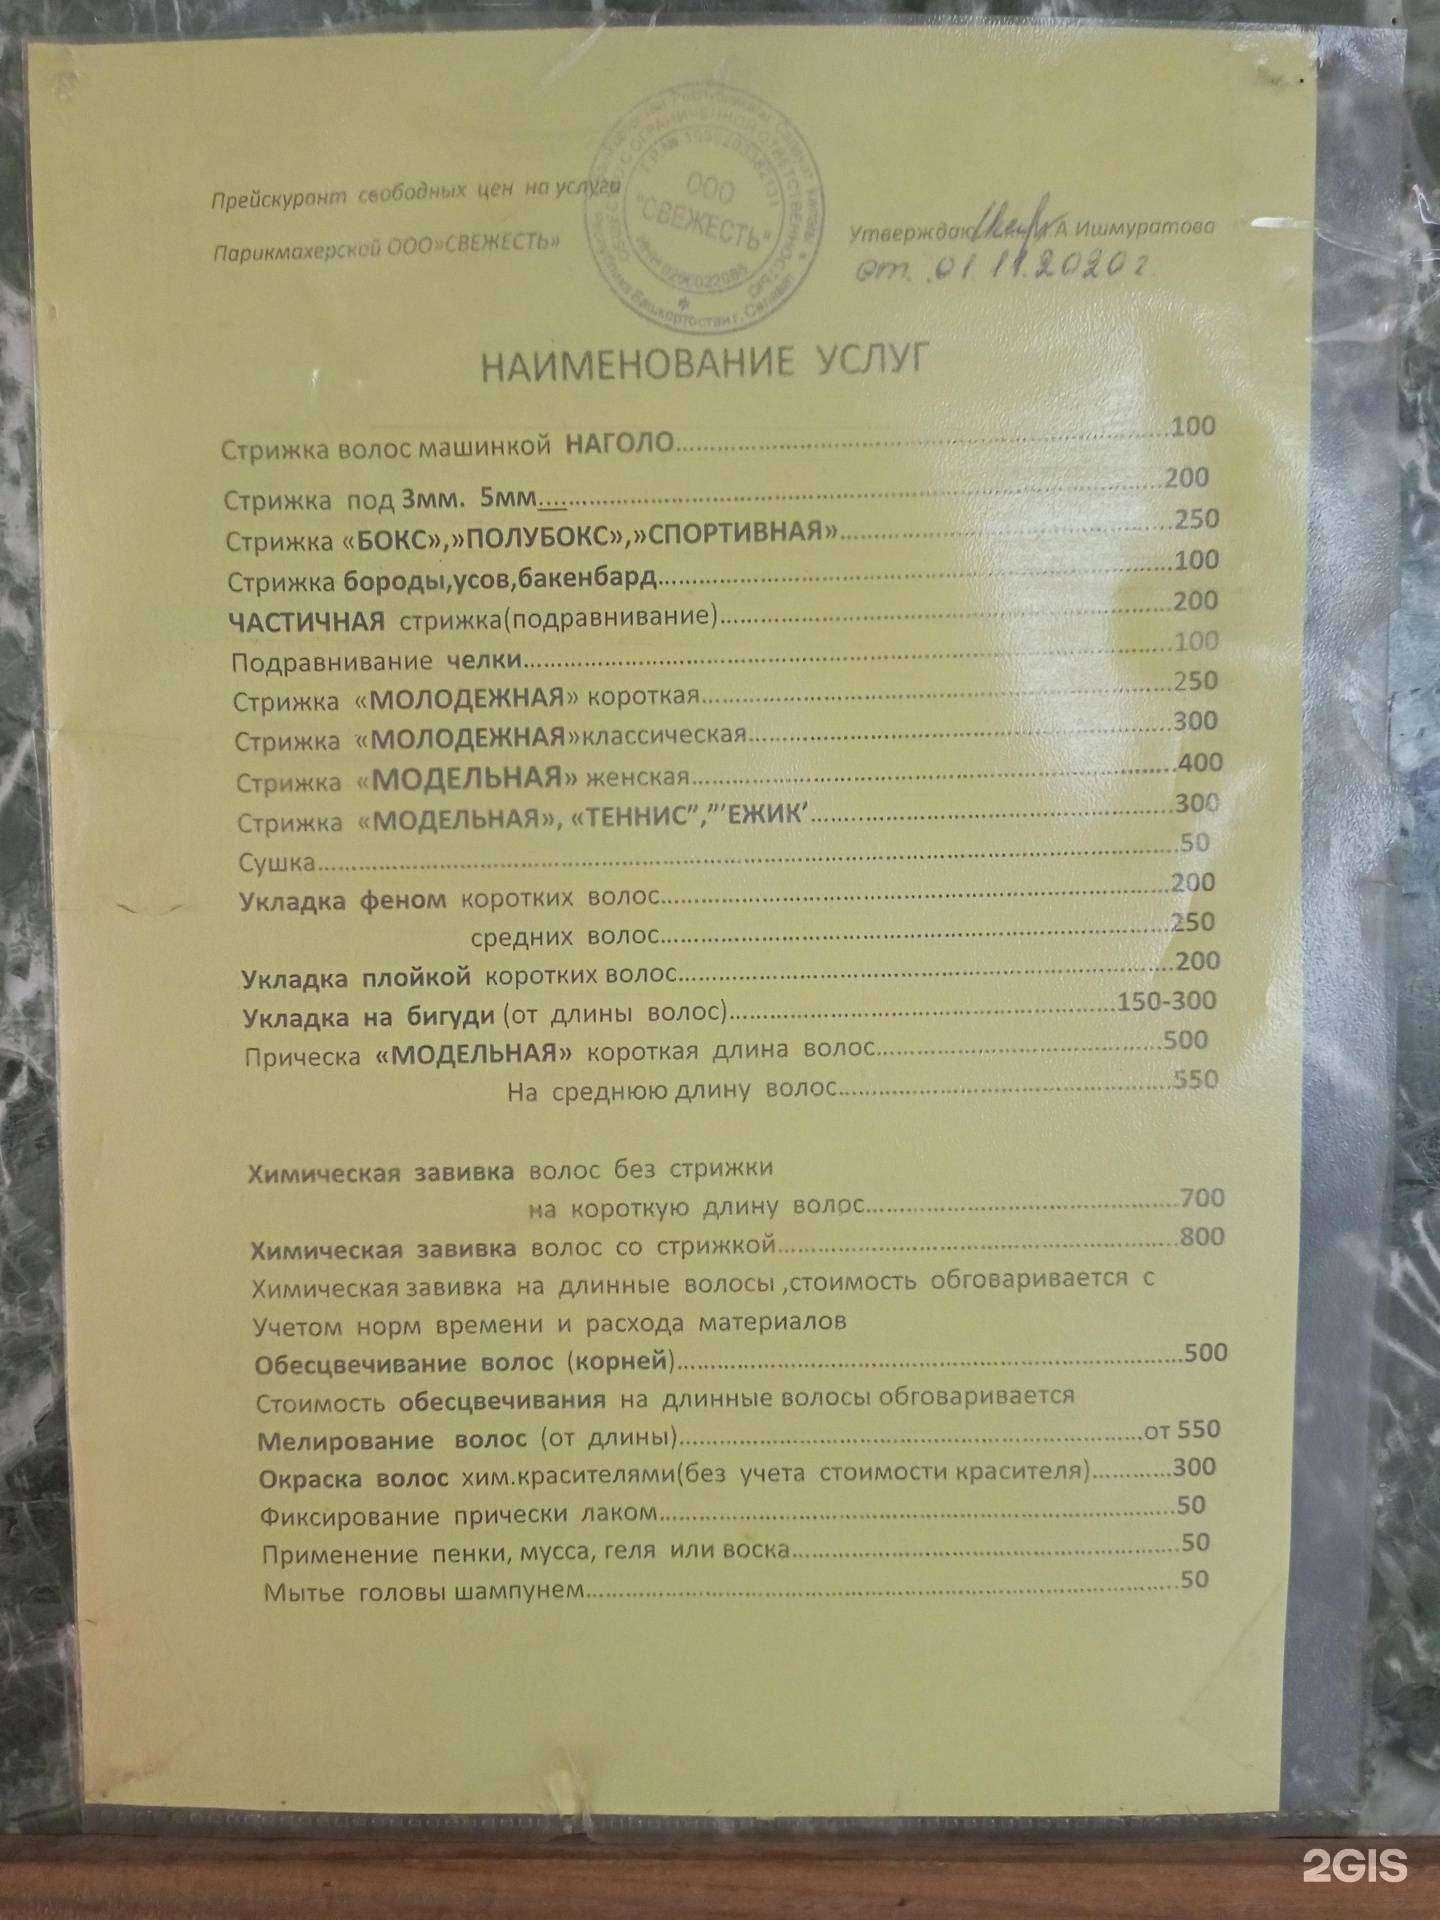 Прейскурант свободных цен на услуги
Парикмахерской ООО»СВЕЖЕСТЬ»
ООО
"СВЕЖЕСТЬ"
Утверждаю А Ишмуратова
от 01.11.2020г.
НАИМЕНОВАНИЕ УСЛУГ
Стрижка волос машинкой НАГОЛО....................100
Стрижка под 3мм. 5мм....................200
Стрижка «БОКС»,»ПОЛУБОКС»,»СПОРТИВНАЯ»....................250
Стрижка бороды,усов,бакенбард....................100
ЧАСТИЧНАЯ стрижка(подравнивание)....................200
Подравнивание челки....................100
Стрижка «МОЛОДЕЖНАЯ» короткая....................250
Стрижка «МОЛОДЕЖНАЯ»классическая....................300
Стрижка «МОДЕЛЬНАЯ» женская....................400
Стрижка «МОДЕЛЬНАЯ», «ТЕННИС”,”’ЕЖИК’....................300
Сушка....................50
Укладка феном коротких волос....................200
средних волос....................250
Укладка плойкой коротких волос....................200
Укладка на бигуди (от длины волос)....................150-300
Прическа «МОДЕЛЬНАЯ» короткая длина волос....................500
На среднюю длину волос....................550
Химическая завивка волос без стрижки
на короткую длину волос....................700
Химическая завивка волос со стрижкой....................800
Химическая завивка на длинные волосы ,стоимость обговаривается с
Учетом норм времени и расхода материалов
Обесцвечивание волос (корней)....................500
Стоимость обесцвечивания на длинные волосы обговаривается
Мелирование волос (от длины)....................от 550
Окраска волос хим.красителями(без учета стоимости красителя)............300
Фиксирование прически лаком....................50
Применение пенки, мусса, геля или воска....................50
Мытье головы шампунем....................50
2GIS